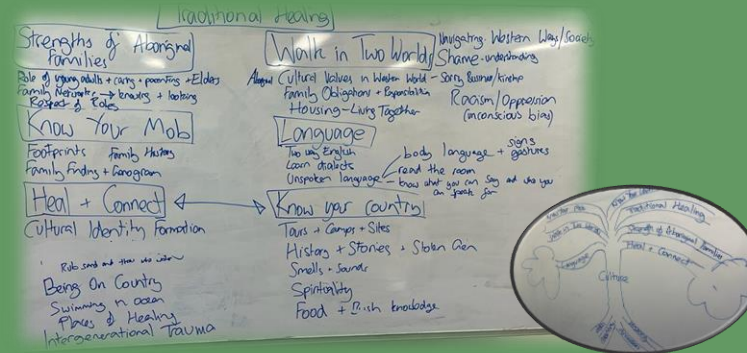 Traditional Healing
Strengths of Aboriginal
Families
Role of young adults + caring + parenting + Elders
Family Networks → knowing +
Respect of Roles
Know Your Mob
Footprints Family History
Family Finding + Genogram
Heal + Connect
Cultural Identity Formation
Rub sand and
Being On Country
Swimming in ocean
Places of Healing
Intergenerational Trauma
Walk in Two Worlds
Navigating Western Ways/Society
Shame - understanding
Cultural Values in Western World - Sorry Business/Kinship
Family Obligations + Responsibilities
Housing - Living Together
Racism/Oppression
(unconscious bias)
Language
Two way English
Learn dialects
Unspoken language
body language + signs
gestures
read the room
know what you can say and who you
can speak for
Know your country
Tours + Camps + Sites
History + Stories + Stolen Gen
Smells + Sounds
Spirituality
Food + Bush knowledge
Traditional Healing
Strength of Aboriginal Families
Heal + Connect
Walk in Two Worlds
Language
Culture